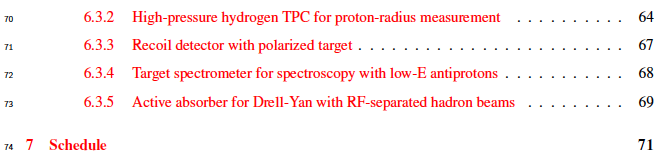 70 6.3.2 High-pressure hydrogen TPC for proton-radius measurement . . . . . . . . . . 64
71 6.3.3 Recoil detector with polarized target . . . . . . . . . . . . . . . . . . . . . . . . . . 67
72 6.3.4 Target spectrometer for spectroscopy with low-E antiprotons . . . . . . . . . . . 68
73 6.3.5 Active absorber for Drell-Yan with RF-separated hadron beams . . . . . . . . . 69
74 7 Schedule 71